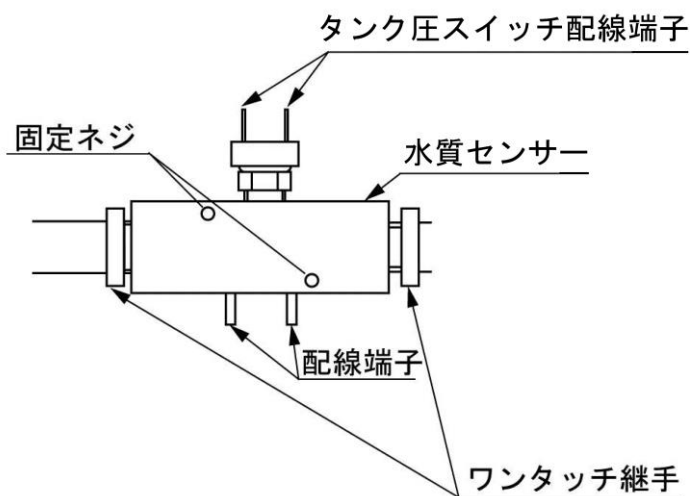 タンク圧スイッチ配線端子
固定ネジ
水質センサー
配線端子
ワンタッチ継手